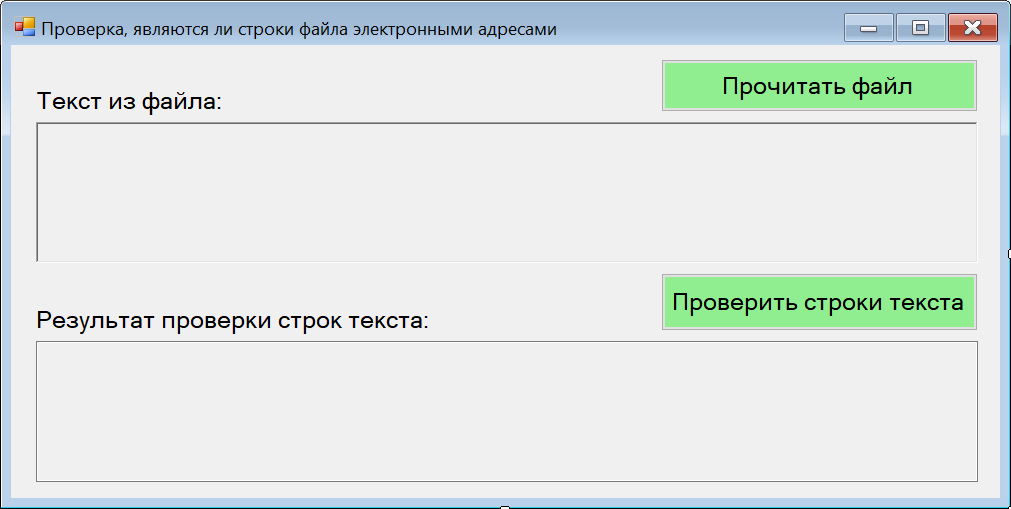 Проверка, являются ли строки файла электронными адресами
Прочитать файл
Текст из файла:
Проверить строки текста
Результат проверки строк текста: